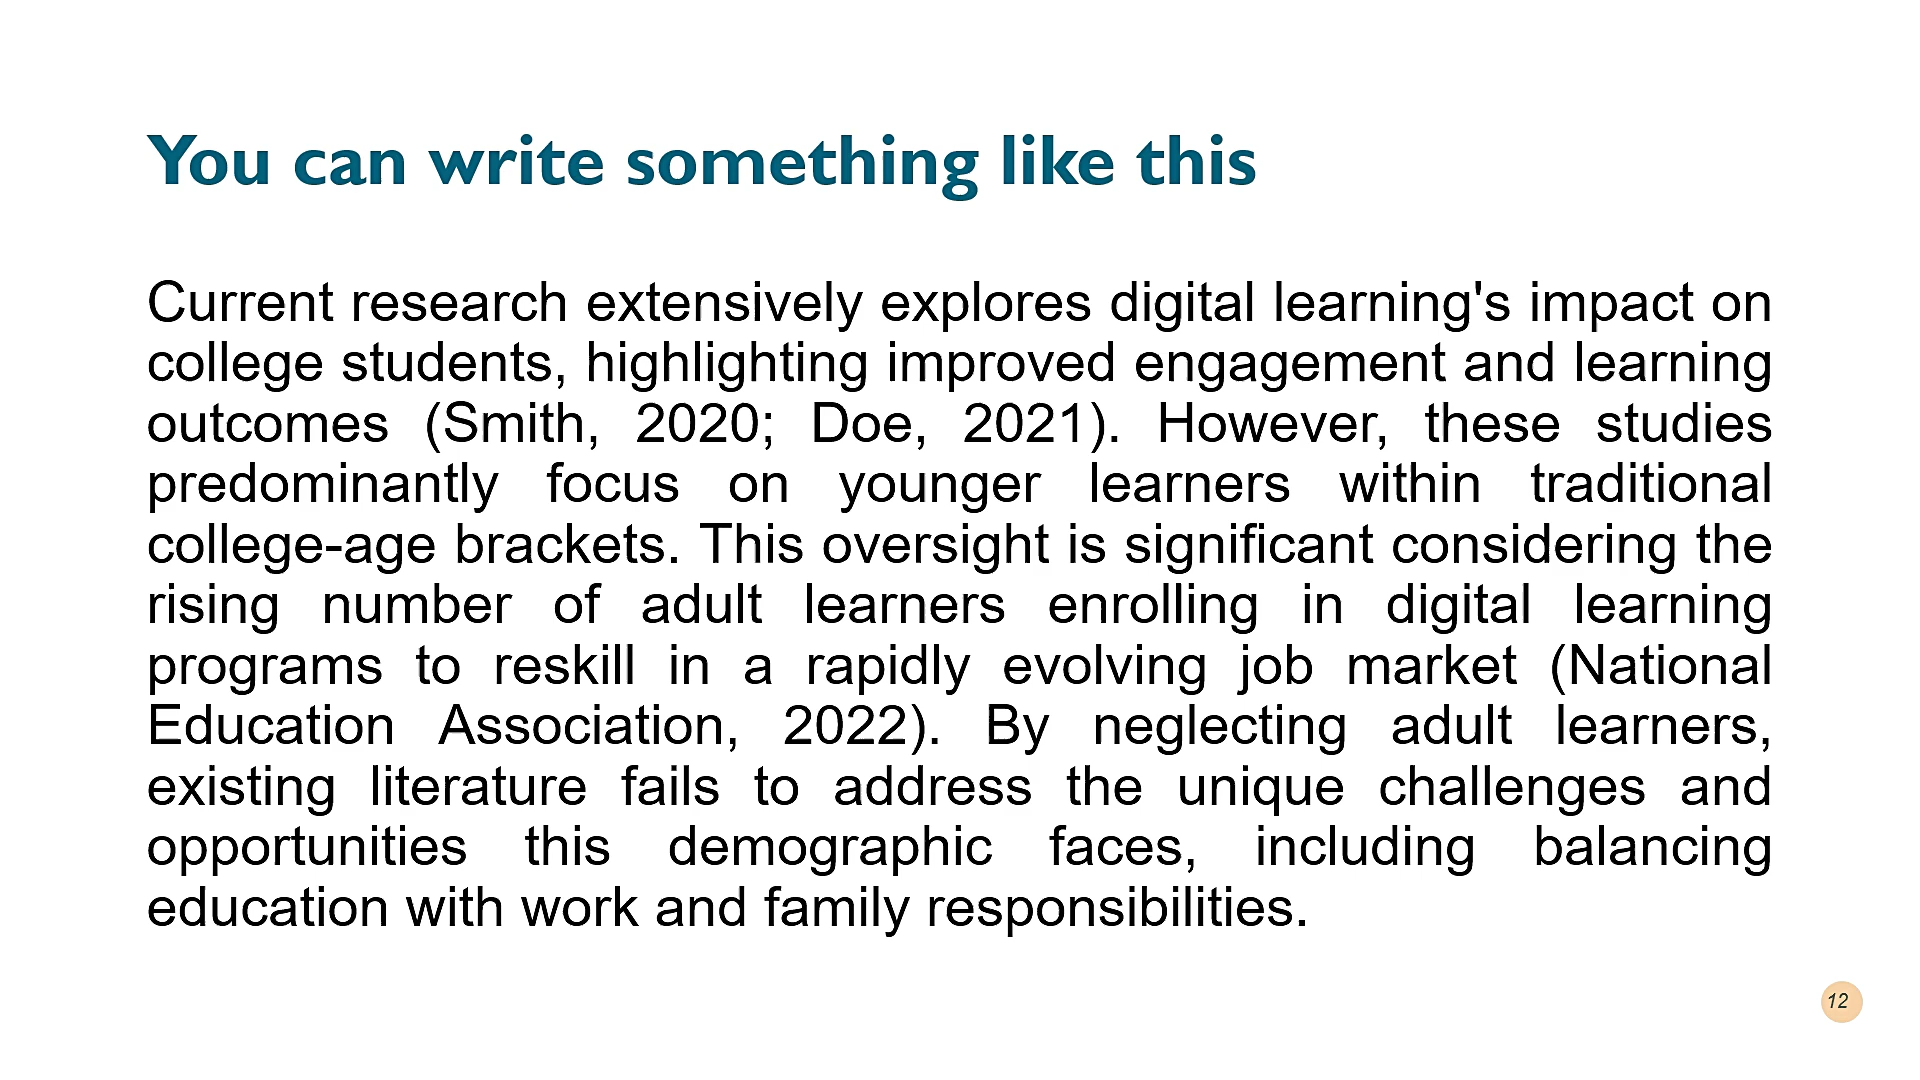 You can write something like this
Current research extensively explores digital learning's impact on
college students, highlighting improved engagement and learning
outcomes (Smith, 2020; Doe, 2021). However, these studies
predominantly focus on younger learners within traditional
college-age brackets. This oversight is significant considering the
rising number of adult learners enrolling in digital learning
programs to reskill in a rapidly evolving job market (National
Education Association, 2022). By neglecting adult learners,
existing literature fails to address the unique challenges and
opportunities this demographic faces, including balancing
education with work and family responsibilities.
12